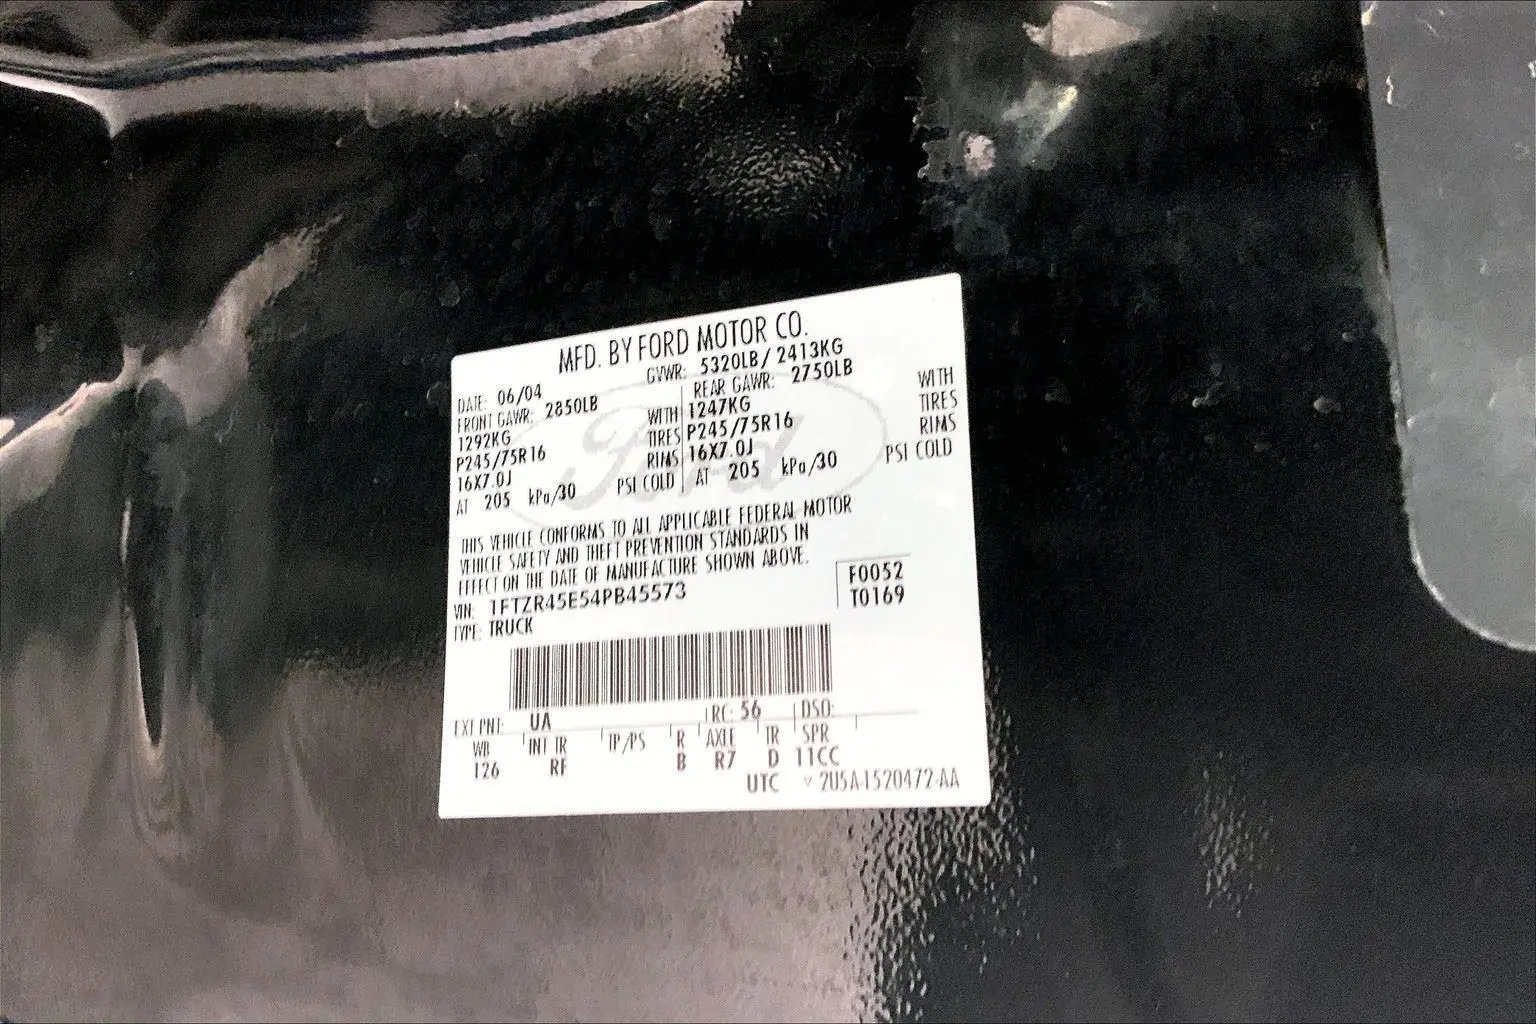 MFD. BY FORD MOTOR CO.
DATE: 06/04 GVWR: 5320LB/ 2413KG
FRONT GAWR: 2850LB REAR GAWR: 2750LB
1292KG WITH 1247KG WITH
P245/75R16 TIRES P245/75R16 TIRES
16X7.0J RIMS 16X7.0J RIMS
AT 205 kPa/30 PSI COLD AT 205 kPa/30 PSI COLD
Ford
THIS VEHICLE CONFORMS TO ALL APPLICABLE FEDERAL MOTOR
VEHICLE SAFETY AND THEFT PREVENTION STANDARDS IN
EFFECT ON THE DATE OF MANUFACTURE SHOWN ABOVE.
VIN: 1FTZR45E54PB45573 F0052
TYPE: TRUCK T0169
EXT PNT: UA RC: 56 DSO:
WB INT TR TP/PS R AXLE TR SPR
126 RF B R7 D 11CC
UTC 2U5A-1520472-AA